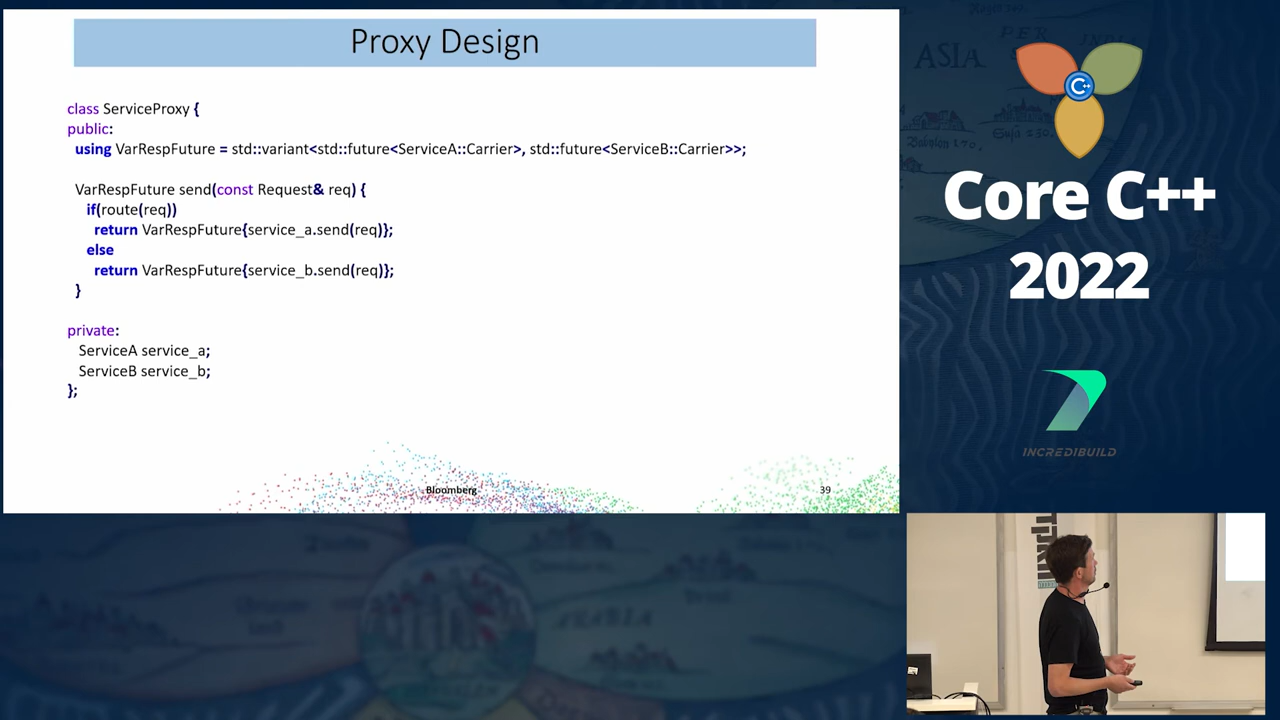 Proxy Design
class ServiceProxy {
public:
using VarRespFuture = std::variant<std::future<ServiceA::Carrier>, std::future<ServiceB::Carrier>>;
VarRespFuture send(const Request& req) {
if(route(req))
return VarRespFuture{service_a.send(req)};
else
return VarRespFuture{service_b.send(req)};
}
private:
ServiceA service_a;
ServiceB service_b;
};
Bloomberg
39
ASIA
C++
Core C++
2022
INCREDIBUILD